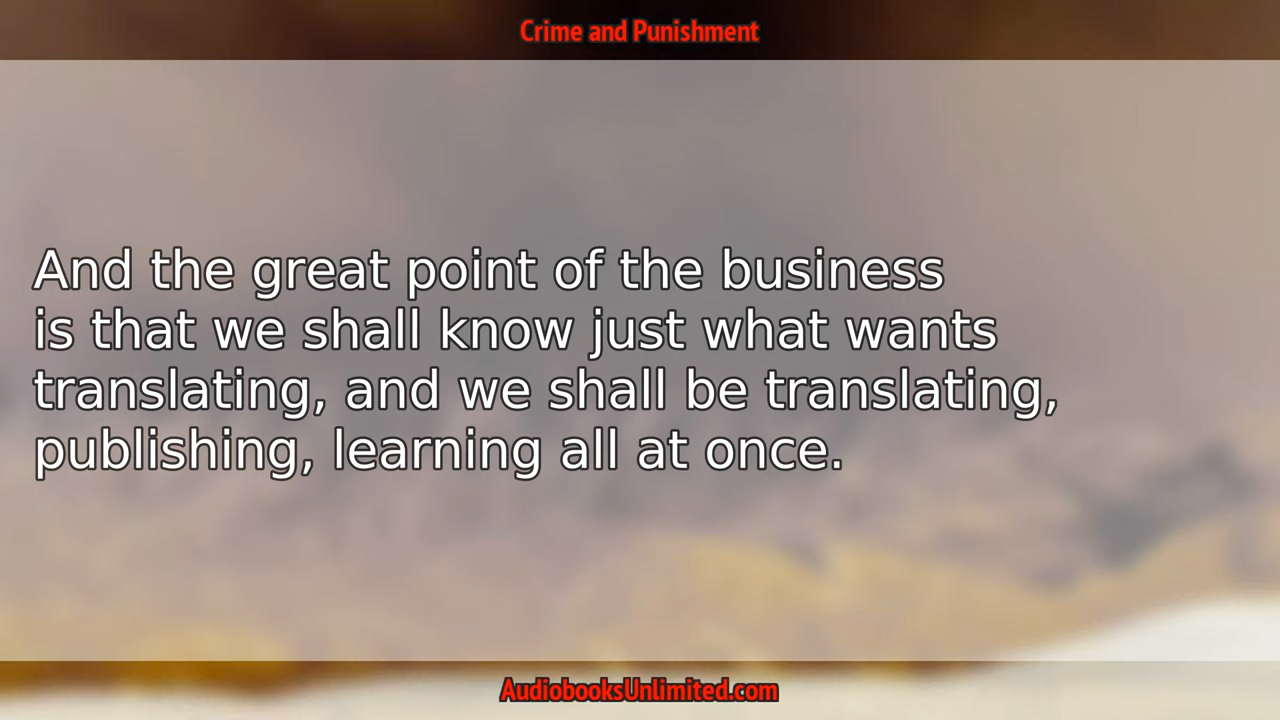 Crime and Punishment
And the great point of the business
is that we shall know just what wants
translating, and we shall be translating,
publishing, learning all at once.
AudiobooksUnlimited.com